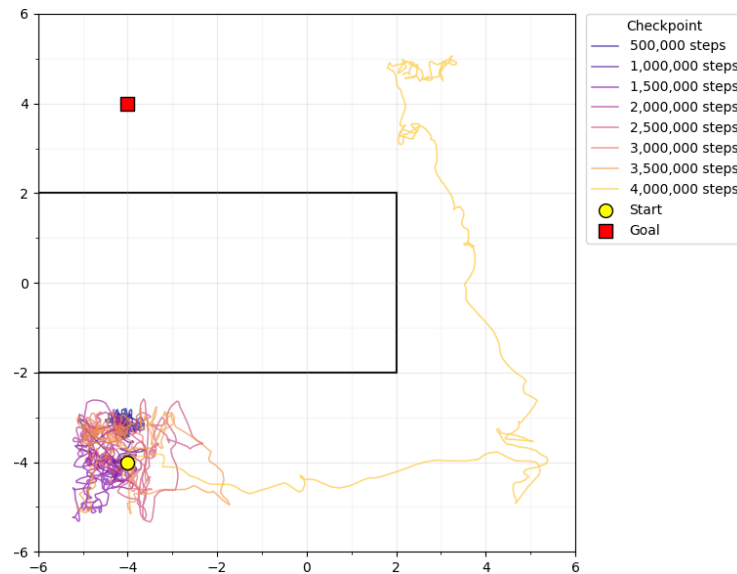 6
4
2
0
−2
−4
−6
−6
−4
−2
0
2
4
6
Checkpoint
500,000 steps
1,000,000 steps
1,500,000 steps
2,000,000 steps
2,500,000 steps
3,000,000 steps
3,500,000 steps
4,000,000 steps
Start
Goal